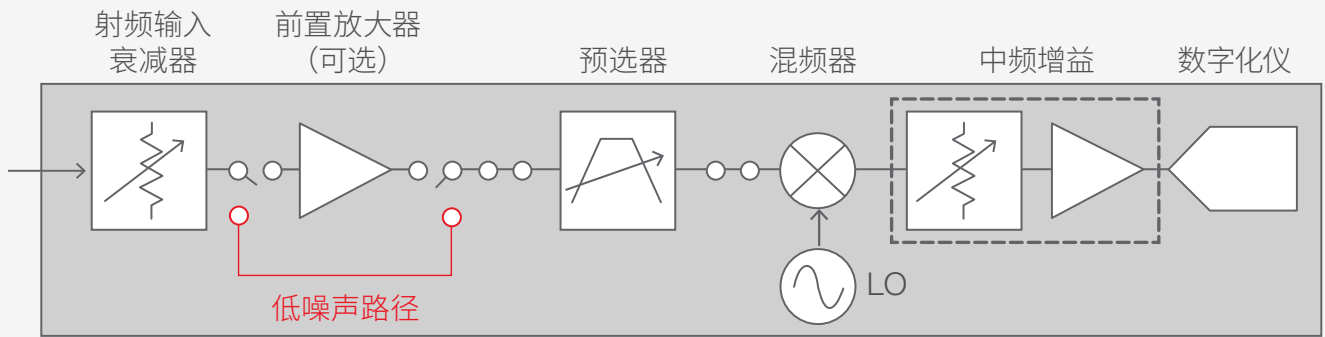 射频输入
衰减器
前置放大器
（可选）
预选器
混频器
中频增益
数字化仪
低噪声路径
LO